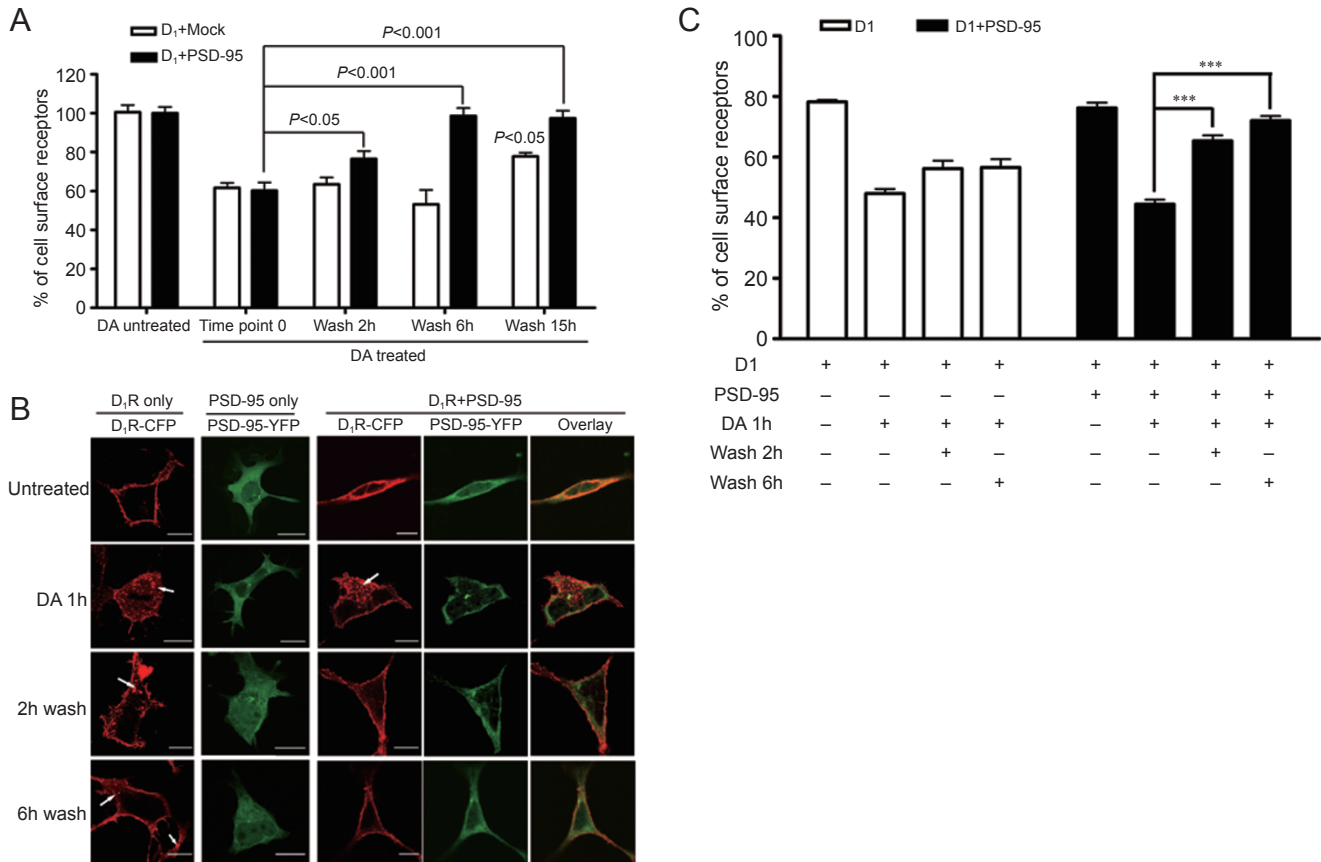 A
D₁+Mock
D₁+PSD-95
P<0.001
P<0.001
P<0.05
P<0.05
% of cell surface receptors
120
100
80
60
40
20
0
DA untreated Time point 0 Wash 2h Wash 6h Wash 15h
DA treated
B
D₁R only PSD-95 only D₁R+PSD-95
D₁R-CFP PSD-95-YFP D₁R-CFP PSD-95-YFP Overlay
Untreated
DA 1h
2h wash
6h wash
C
D1 D1+PSD-95
% of cell surface receptors
100
80
60
40
20
0
*** 
***
D1 + + + + + + + +
PSD-95 – – – – + + + +
DA 1h – + + + – + + +
Wash 2h – – + – – – + –
Wash 6h – – – + – – – +